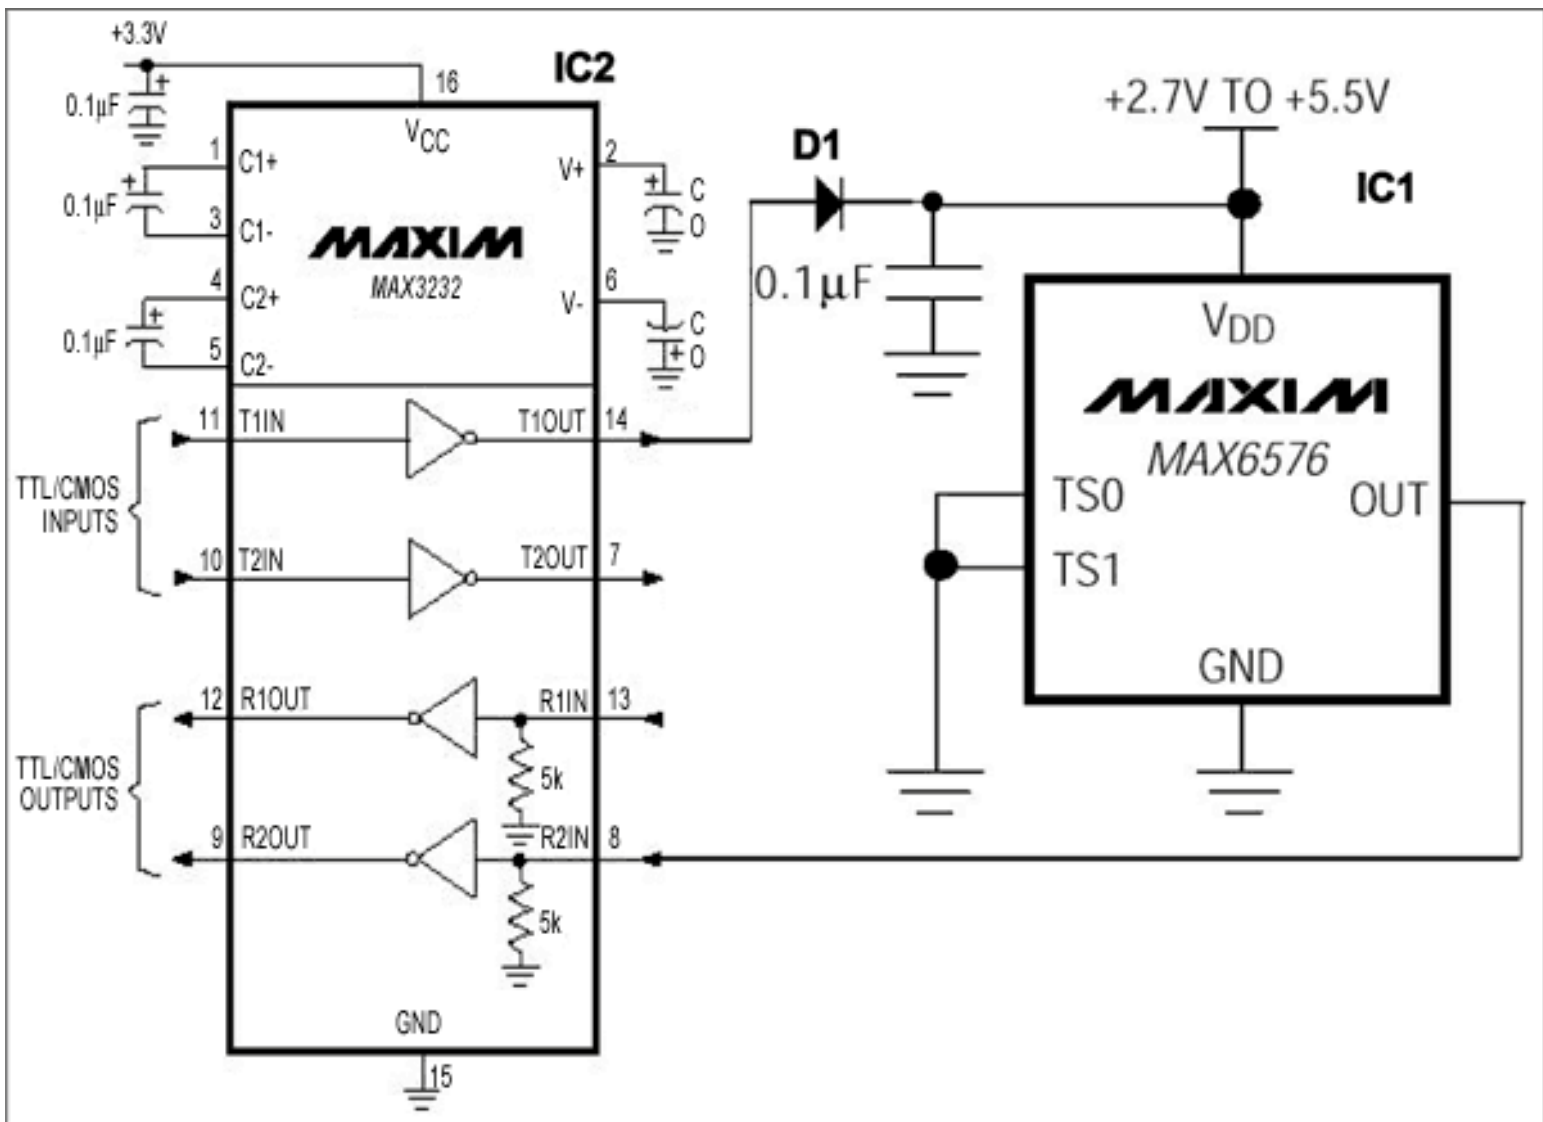 +3.3V
16
IC2
0.1µF
+
VCC
1
C1+
V+
2
+
C
O
0.1µF
+
3
C1-
MAXIM
MAX3232
4
C2+
V-
6
C
O
+
0.1µF
+
5
C2-
11
T1IN
T1OUT
14
TTL/CMOS
INPUTS
10
T2IN
T2OUT
7
12
R1OUT
R1IN
13
5k
TTL/CMOS
OUTPUTS
9
R2OUT
R2IN
8
5k
GND
15
D1
+2.7V TO +5.5V
IC1
0.1µF
VDD
MAXIM
MAX6576
TS0
OUT
TS1
GND